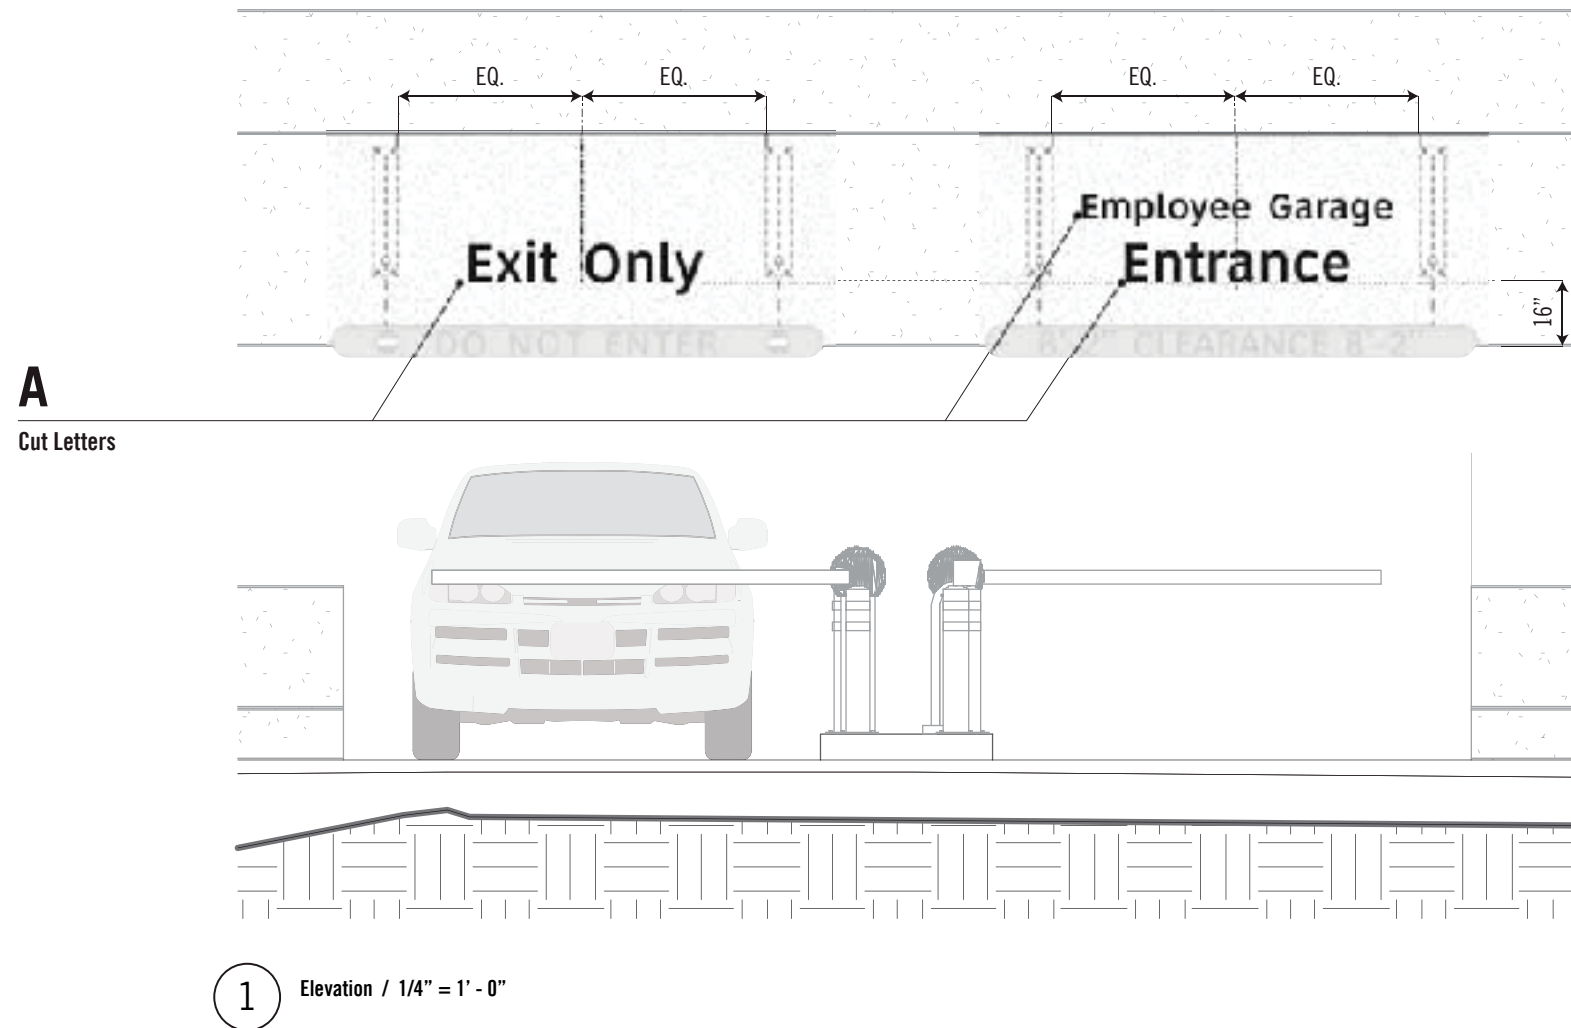 EQ. EQ. EQ. EQ.
Employee Garage
Exit Only Entrance
16”
DO NOT ENTER 8'-2" CLEARANCE 8'-2"
A
Cut Letters
1 Elevation / 1/4” = 1’ - 0”